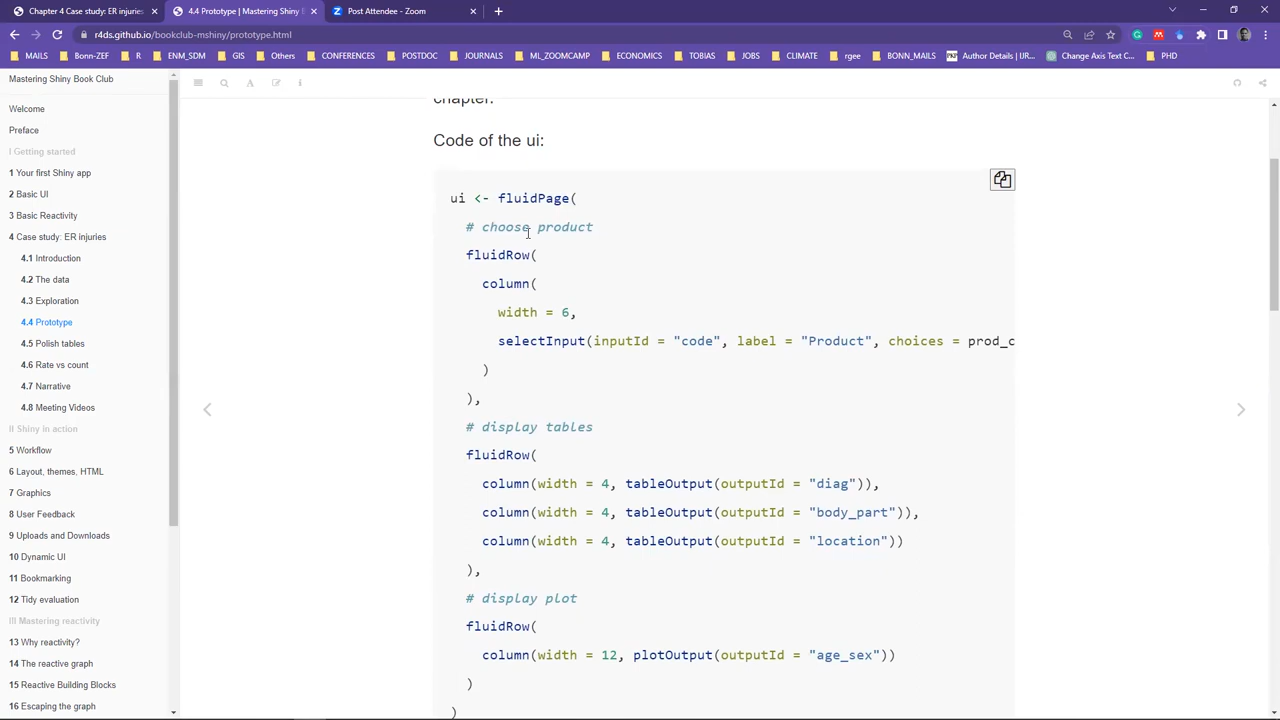 Chapter 4 Case study: ER injuries
4.4 Prototype | Mastering Shiny B
Post Attendee - Zoom
r4ds.github.io/bookclub-mshiny/prototype.html
MAILS
Bonn-ZEF
R
ENM_SDM
GIS
Others
CONFERENCES
POSTDOC
JOURNALS
ML_ZOOMCAMP
ECONOMICS
TOBIAS
JOBS
CLIMATE
rgee
BONN_MAILS
Author Details | IJR...
Change Axis Text C...
PHD
Mastering Shiny Book Club
Welcome
Preface
I Getting started
1 Your first Shiny app
2 Basic UI
3 Basic Reactivity
4 Case study: ER injuries
4.1 Introduction
4.2 The data
4.3 Exploration
4.4 Prototype
4.5 Polish tables
4.6 Rate vs count
4.7 Narrative
4.8 Meeting Videos
II Shiny in action
5 Workflow
6 Layout, themes, HTML
7 Graphics
8 User Feedback
9 Uploads and Downloads
10 Dynamic UI
11 Bookmarking
12 Tidy evaluation
III Mastering reactivity
13 Why reactivity?
14 The reactive graph
15 Reactive Building Blocks
16 Escaping the graph
chapter.
Code of the ui:
ui <- fluidPage(
# choose product
fluidRow(
column(
width = 6,
selectInput(inputId = "code", label = "Product", choices = prod_c
)
),
# display tables
fluidRow(
column(width = 4, tableOutput(outputId = "diag")),
column(width = 4, tableOutput(outputId = "body_part")),
column(width = 4, tableOutput(outputId = "location"))
),
# display plot
fluidRow(
column(width = 12, plotOutput(outputId = "age_sex"))
)
)